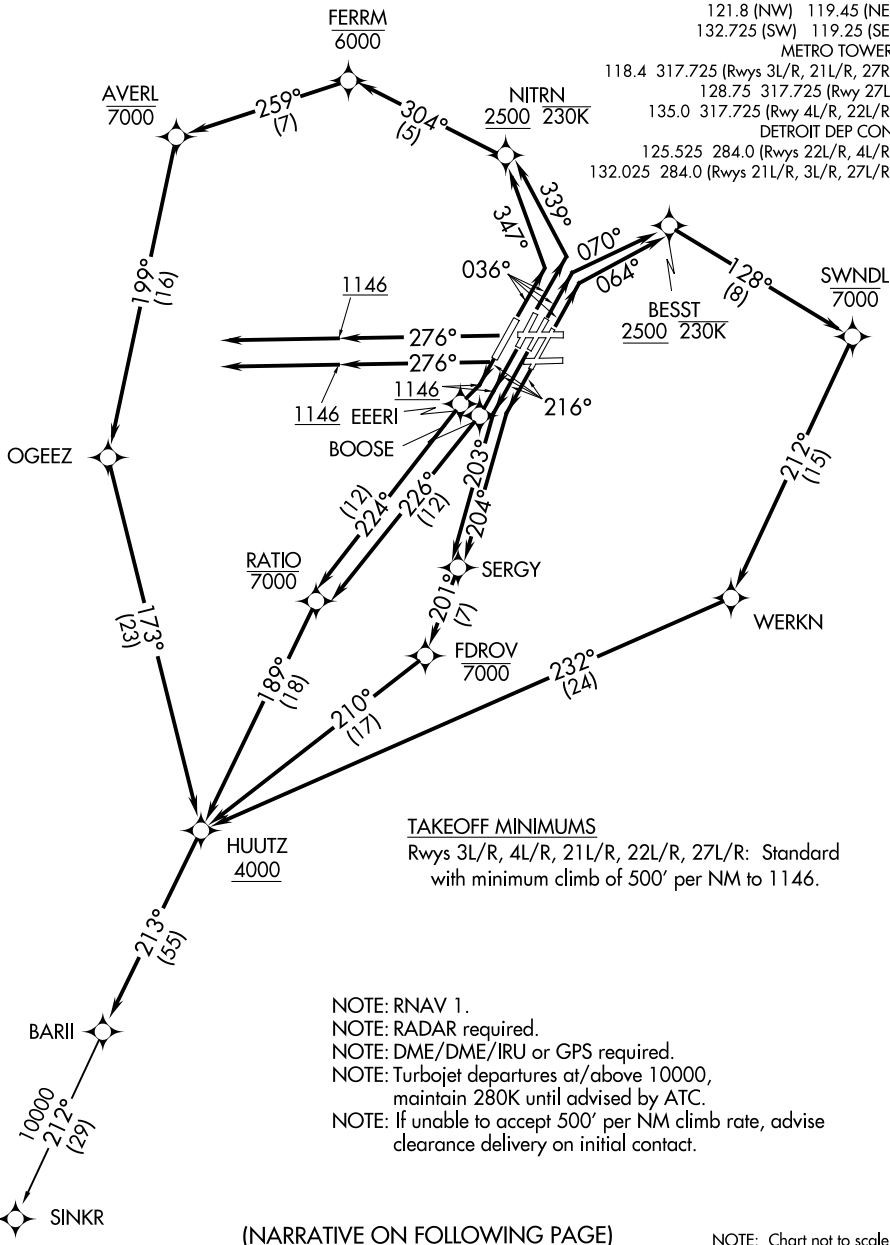 121.8 (NW) 119.45 (NE
132.725 (SW) 119.25 (SE
METRO TOWER
118.4 317.725 (Rwys 3L/R, 21L/R, 27R
128.75 317.725 (Rwy 27L
135.0 317.725 (Rwy 4L/R, 22L/R
DETROIT DEP CON
125.525 284.0 (Rwys 22L/R, 4L/R
132.025 284.0 (Rwys 21L/R, 3L/R, 27L/R
FERRM
6000
AVERL
7000
259°
(7)
304°
(5)
NITRN
2500 230K
339°
347°
036°
070°
064°
BESST
2500 230K
128°
(8)
SWNDL
7000
199°
(16)
1146
276°
276°
1146
1146
EEERI
BOOSE
216°
OGEEZ
203°
204°
212°
(15)
(12)
224°
226°
(12)
RATIO
7000
SERGY
201°
(7)
WERKN
173°
(23)
FDROV
7000
189°
(18)
210°
(17)
232°
(24)
HUUTZ
4000
TAKEOFF MINIMUMS
Rwys 3L/R, 4L/R, 21L/R, 22L/R, 27L/R: Standard
with minimum climb of 500' per NM to 1146.
213°
(55)
BARII
NOTE: RNAV 1.
NOTE: RADAR required.
NOTE: DME/DME/IRU or GPS required.
NOTE: Turbojet departures at/above 10000,
maintain 280K until advised by ATC.
NOTE: If unable to accept 500' per NM climb rate, advise
clearance delivery on initial contact.
10000
212°
(29)
SINKR
(NARRATIVE ON FOLLOWING PAGE)
NOTE: Chart not to scale